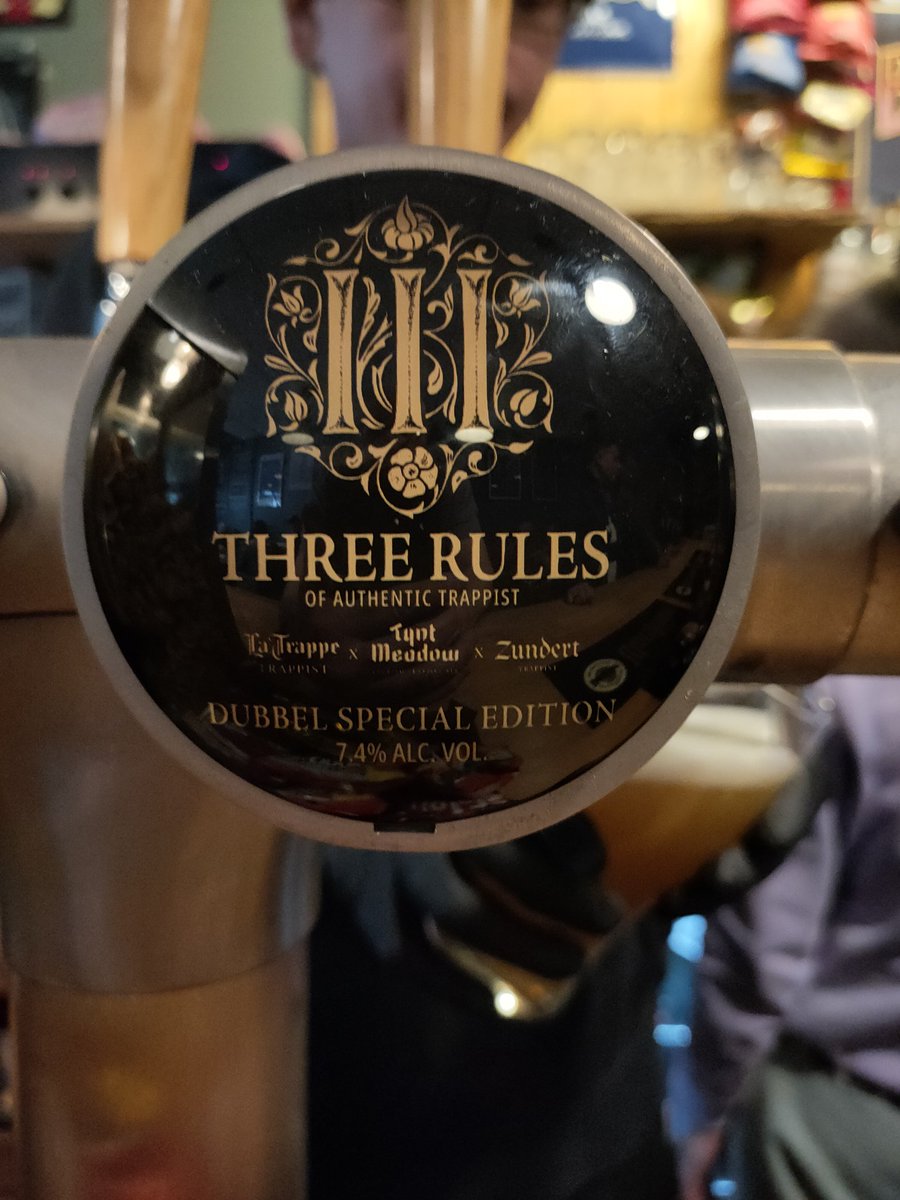 III
THREE RULES
OF AUTHENTIC TRAPPIST
La Trappe x Tynt Meadow x Zundert
TRAPPIST TRAPPIST
DUBBEL SPECIAL EDITION
7.4% ALC. VOL.